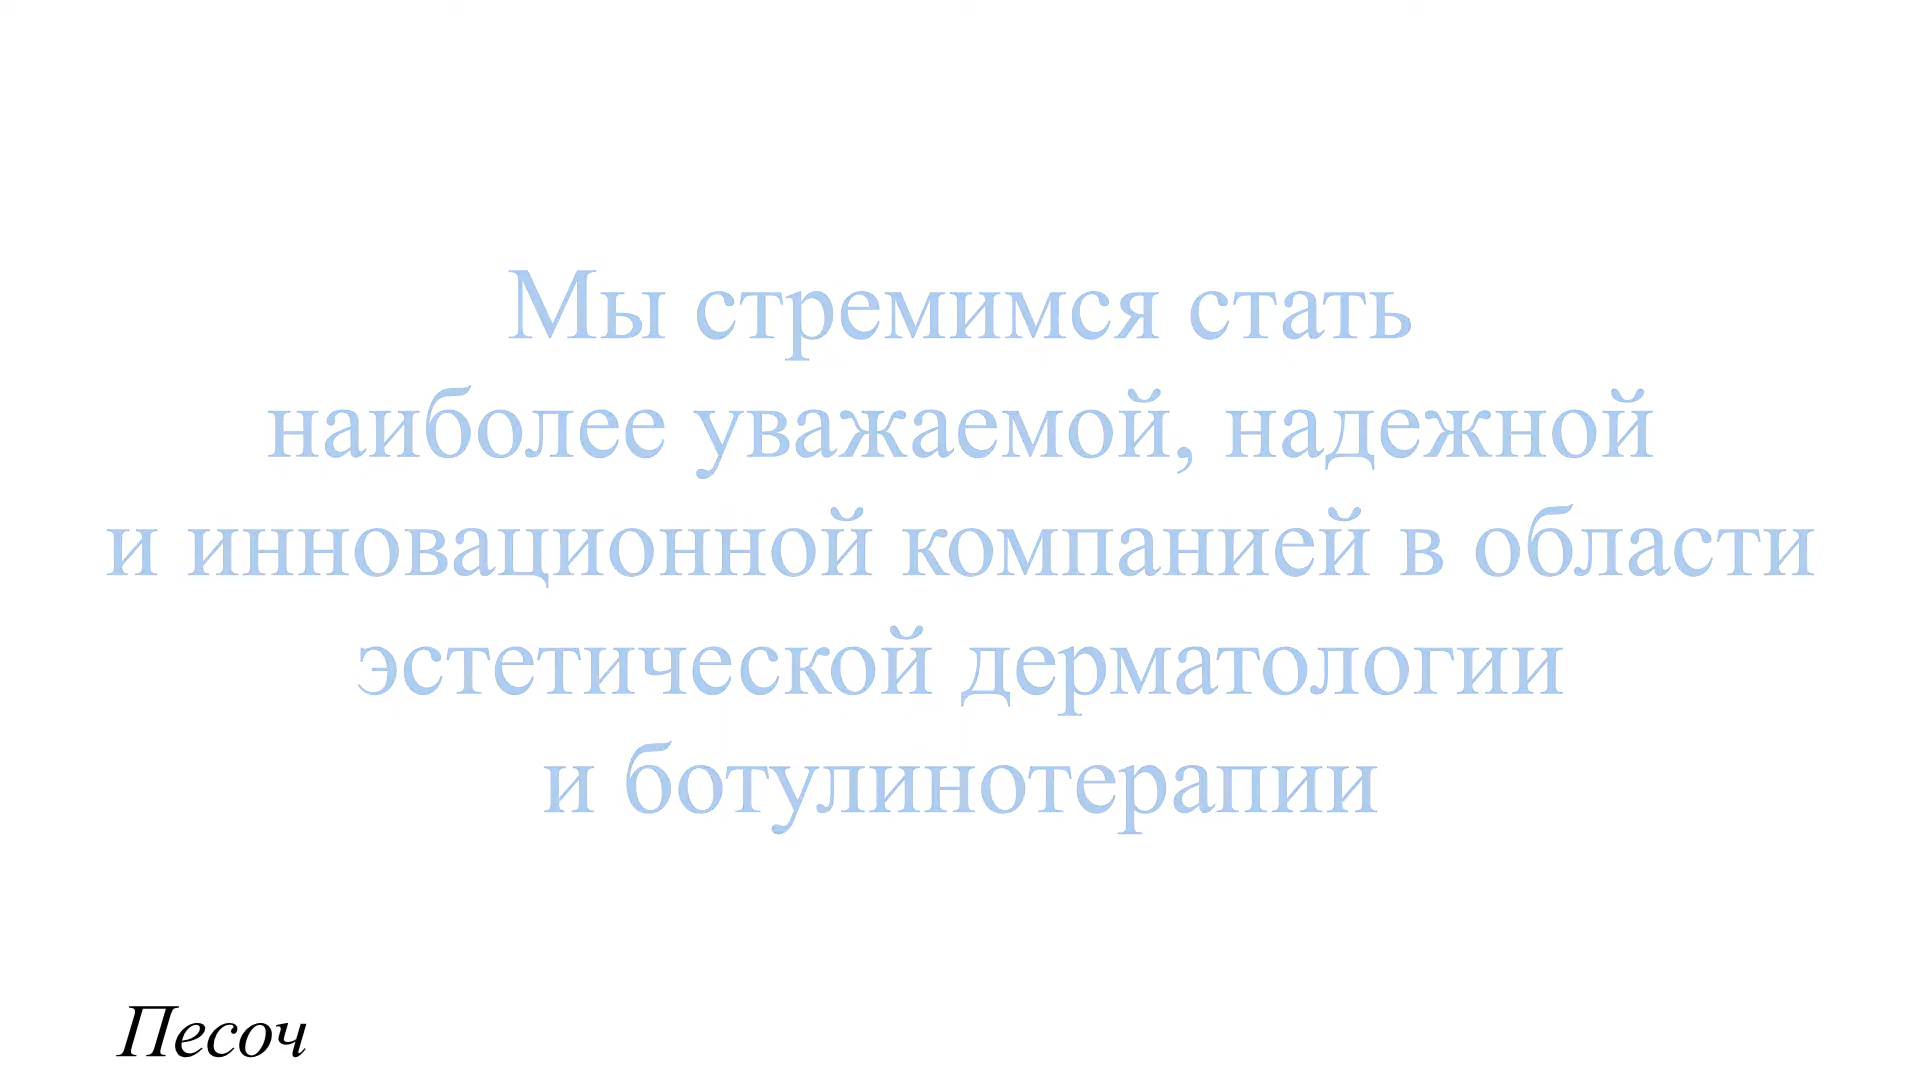 Мы стремимся стать
наиболее уважаемой, надежной
и инновационной компанией в области
эстетической дерматологии
и ботулинотерапии
Песоч